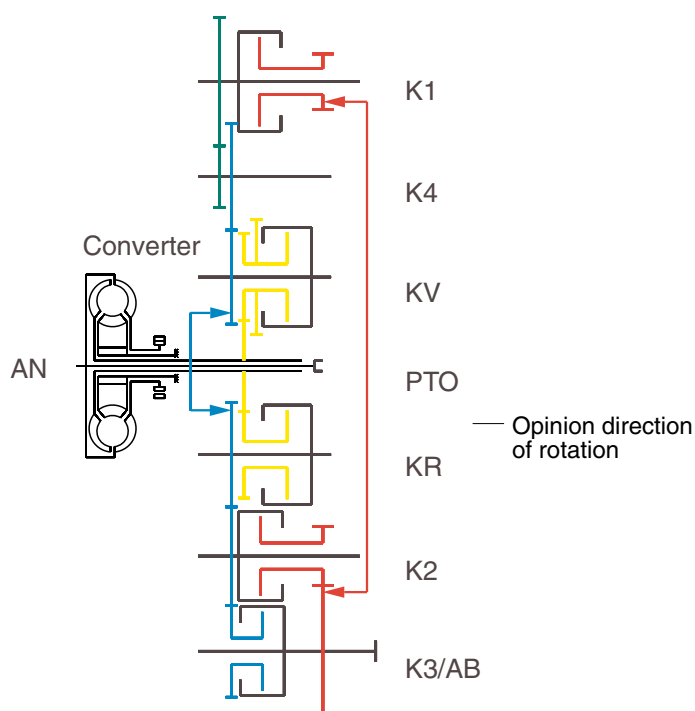 K1
K4
Converter
KV
AN
PTO
Opinion direction
of rotation
KR
K2
K3/AB